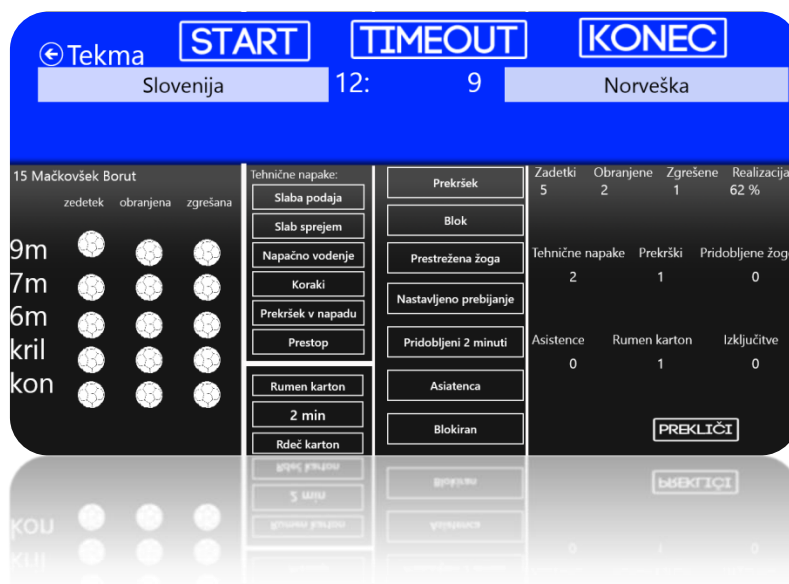 Tekma START TIMEOUT KONEC
Slovenija 12: 9 Norveška
15 Mačkovšek Borut
zedetek obranjena zgrešana
9m
7m
6m
kril
kon
Tehnične napake:
Slaba podaja
Slab sprejem
Napačno vodenje
Koraki
Prekršek v napadu
Prestop
Rumen karton
2 min
Rdeč karton
Prekršek
Blok
Prestrežena žoga
Nastavljeno prebijanje
Pridobljeni 2 minuti
Asiatenca
Blokiran
Zadetki Obranjene Zgrešene Realizacija
5 2 1 62 %
Tehnične napake Prekrški Pridobljene žog
2 1 0
Asistence Rumen karton Izključitve
0 1 0
PREKLIČI